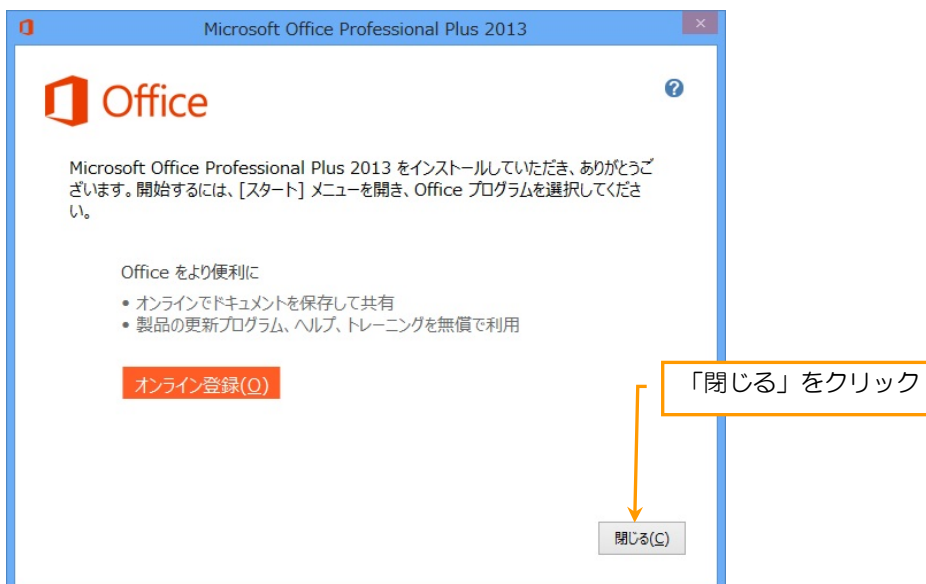 Microsoft Office Professional Plus 2013
Office
Microsoft Office Professional Plus 2013 をインストールしていただき、ありがとうご
ざいます。開始するには、[スタート] メニューを開き、Office プログラムを選択してくださ
い。
Office をより便利に
• オンラインでドキュメントを保存して共有
• 製品の更新プログラム、ヘルプ、トレーニングを無償で利用
オンライン登録(O)
「閉じる」をクリック
閉じる(C)